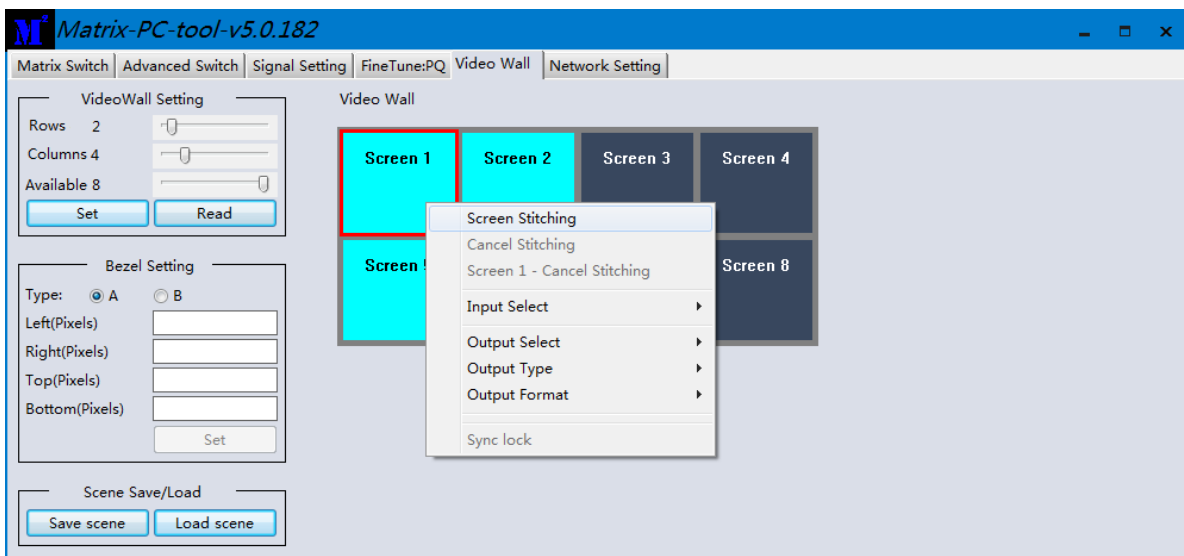 Matrix-PC-tool-v5.0.182
Matrix Switch Advanced Switch Signal Setting FineTune:PQ Video Wall Network Setting
VideoWall Setting
Rows 2
Columns 4
Available 8
Set Read
Bezel Setting
Type: A B
Left(Pixels)
Right(Pixels)
Top(Pixels)
Bottom(Pixels)
Set
Scene Save/Load
Save scene Load scene
Video Wall
Screen 1 Screen 2 Screen 3 Screen 4
Screen Screen 8
Screen Stitching
Cancel Stitching
Screen 1 - Cancel Stitching
Input Select
Output Select
Output Type
Output Format
Sync lock